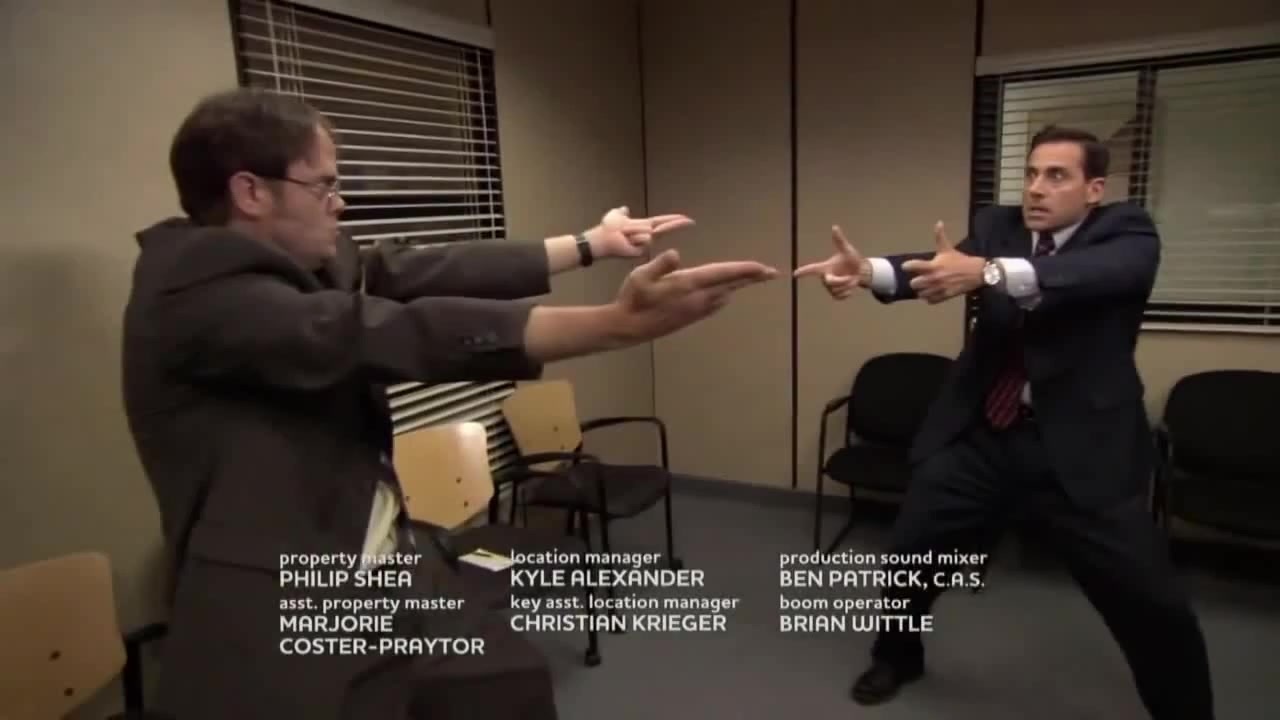 property master
PHILIP SHEA
asst. property master
MARJORIE
COSTER-PRAYTOR
location manager
KYLE ALEXANDER
key asst. location manager
CHRISTIAN KRIEGER
production sound mixer
BEN PATRICK, C.A.S.
boom operator
BRIAN WITTLE